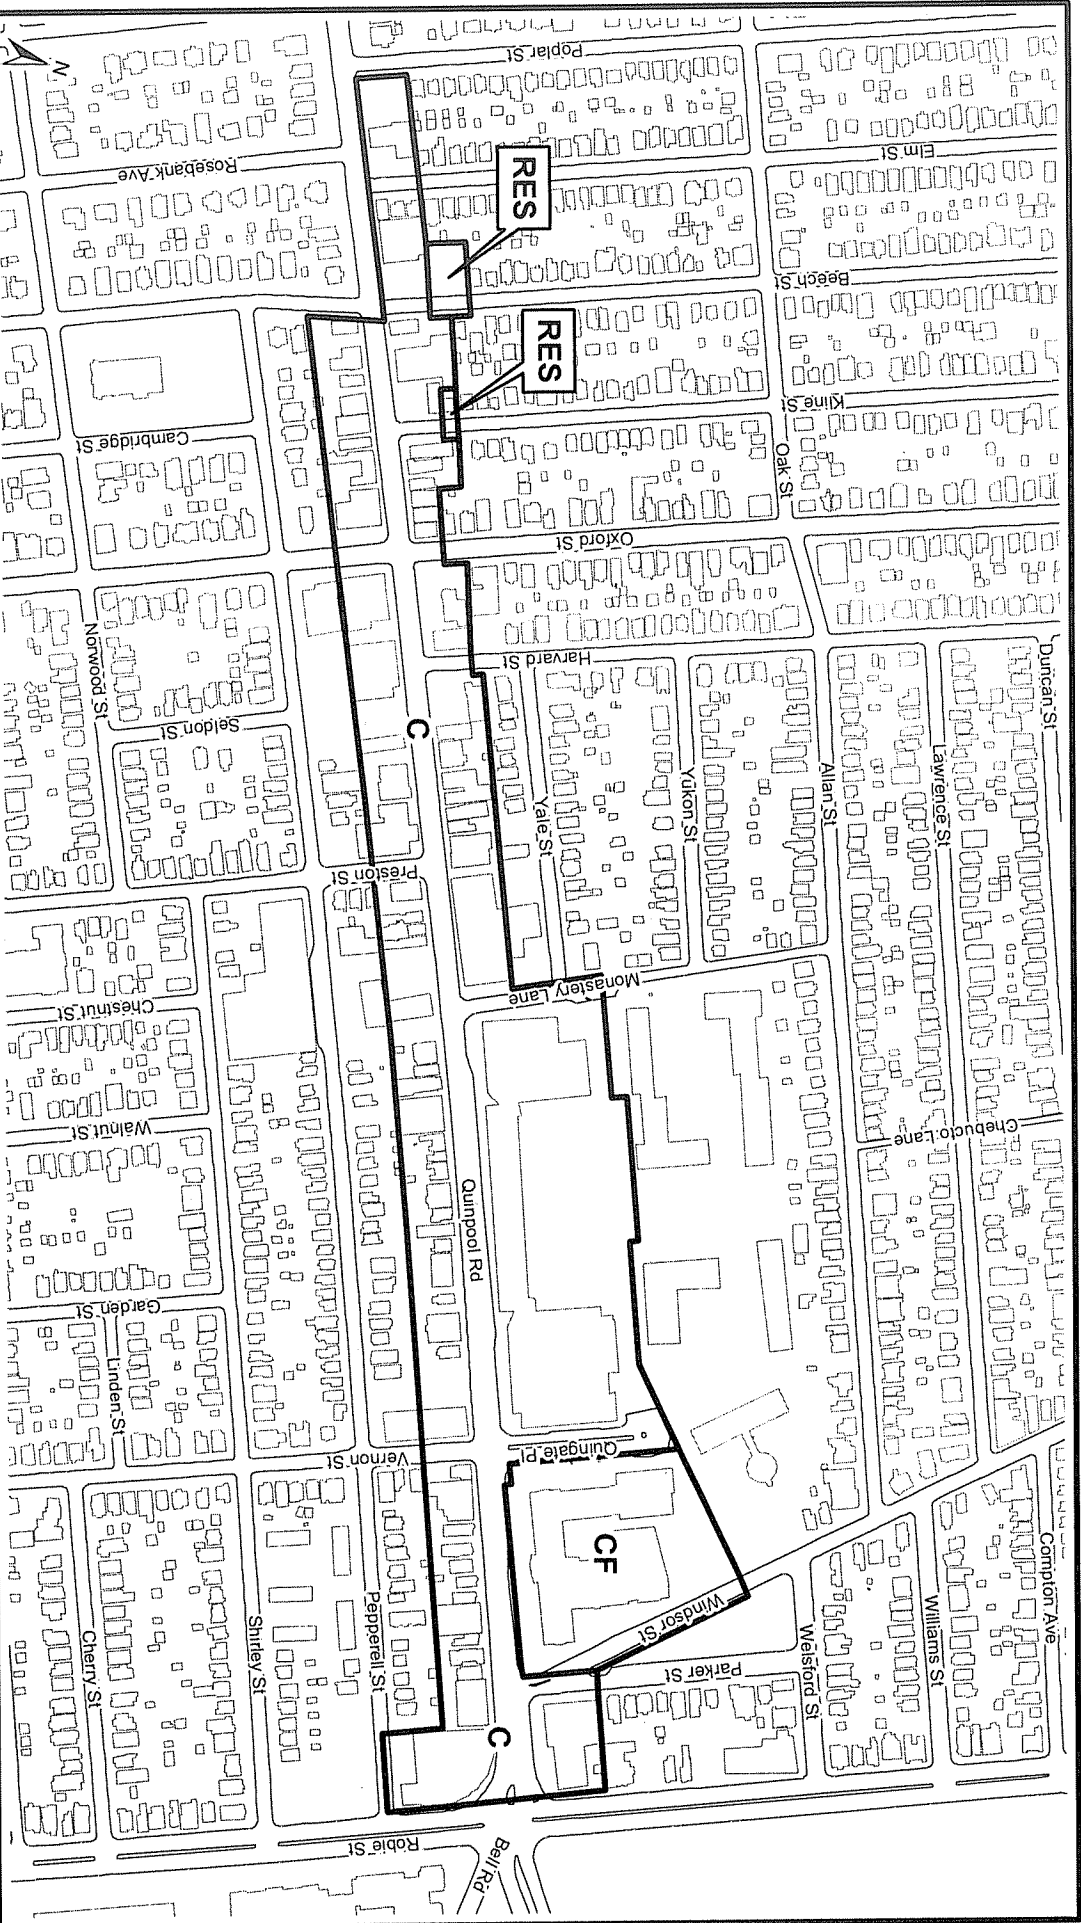 Poplar St
N
Rosebank Ave
Elm St
RES
Beech St
RES
Kline St
Cambridge St
Oak St
Oxford St
Norwood St
Harvard St
Duncan St
Seldon St
C
Lawrence St
Allan St
Yukon St
Yale St
Preston St
Monastery Lane
Chestnut St
Walnut St
Chebucto Lane
Quinpool Rd
Garden St
Linden St
Vernon St
Quingate Pl
CF
Compton Ave
Windsor St
Williams St
Welsford St
Parker St
Pepperell St
Shirley St
Cherry St
C
Robie St
Bell Rd